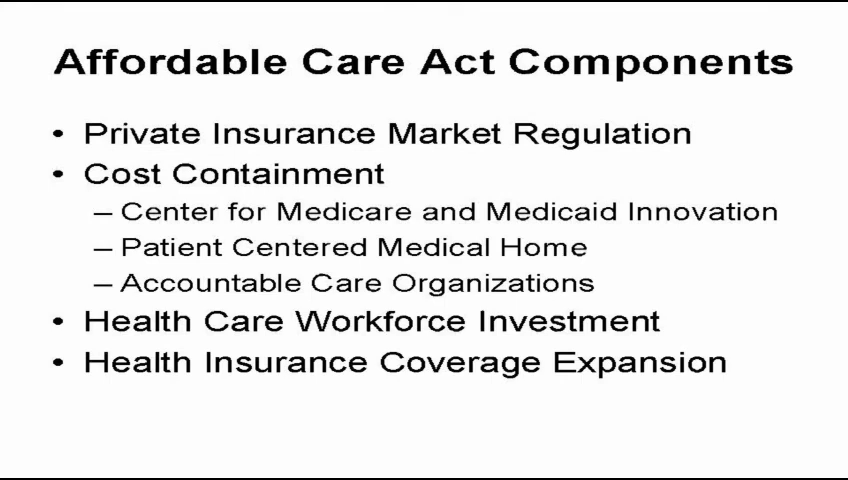 Affordable Care Act Components
• Private Insurance Market Regulation
• Cost Containment
– Center for Medicare and Medicaid Innovation
– Patient Centered Medical Home
– Accountable Care Organizations
• Health Care Workforce Investment
• Health Insurance Coverage Expansion